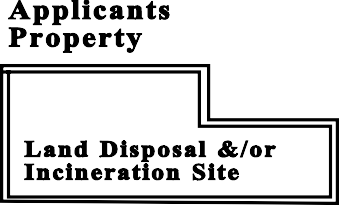 Applicants
Property
Land Disposal &/or
Incineration Site